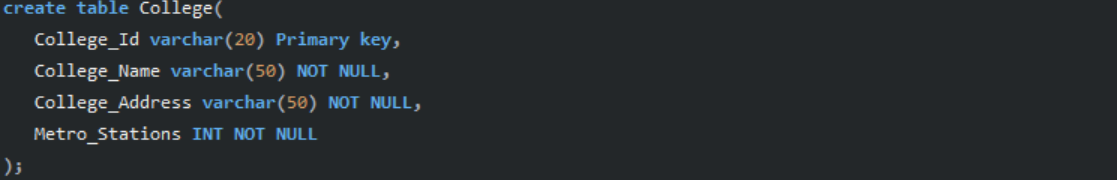 create table College(
College_Id varchar(20) Primary key,
College_Name varchar(50) NOT NULL,
College_Address varchar(50) NOT NULL,
Metro_Stations INT NOT NULL
);